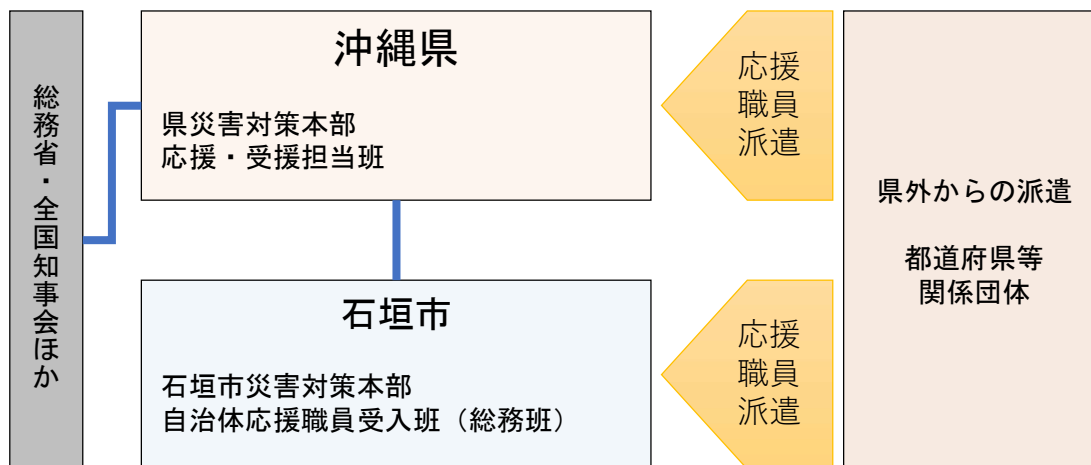 総務省・全国知事会ほか
沖縄県
県災害対策本部
応援・受援担当班
応援
職員
派遣
石垣市
石垣市災害対策本部
自治体応援職員受入班（総務班）
応援
職員
派遣
県外からの派遣
都道府県等
関係団体